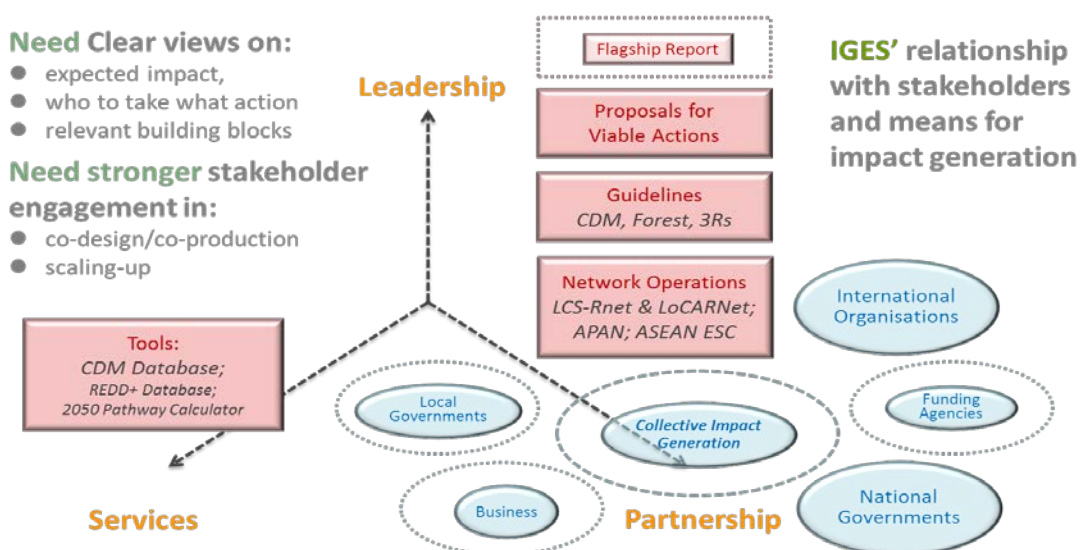 Need Clear views on:
● expected impact,
● who to take what action
● relevant building blocks
Need stronger stakeholder
engagement in:
● co-design/co-production
● scaling-up
Leadership
Flagship Report
Proposals for
Viable Actions
Guidelines
CDM, Forest, 3Rs
Network Operations
LCS-Rnet & LoCARNet;
APAN; ASEAN ESC
IGES' relationship
with stakeholders
and means for
impact generation
International
Organisations
Tools:
CDM Database;
REDD+ Database;
2050 Pathway Calculator
Local
Governments
Collective Impact
Generation
Funding
Agencies
Business
National
Governments
Services
Partnership